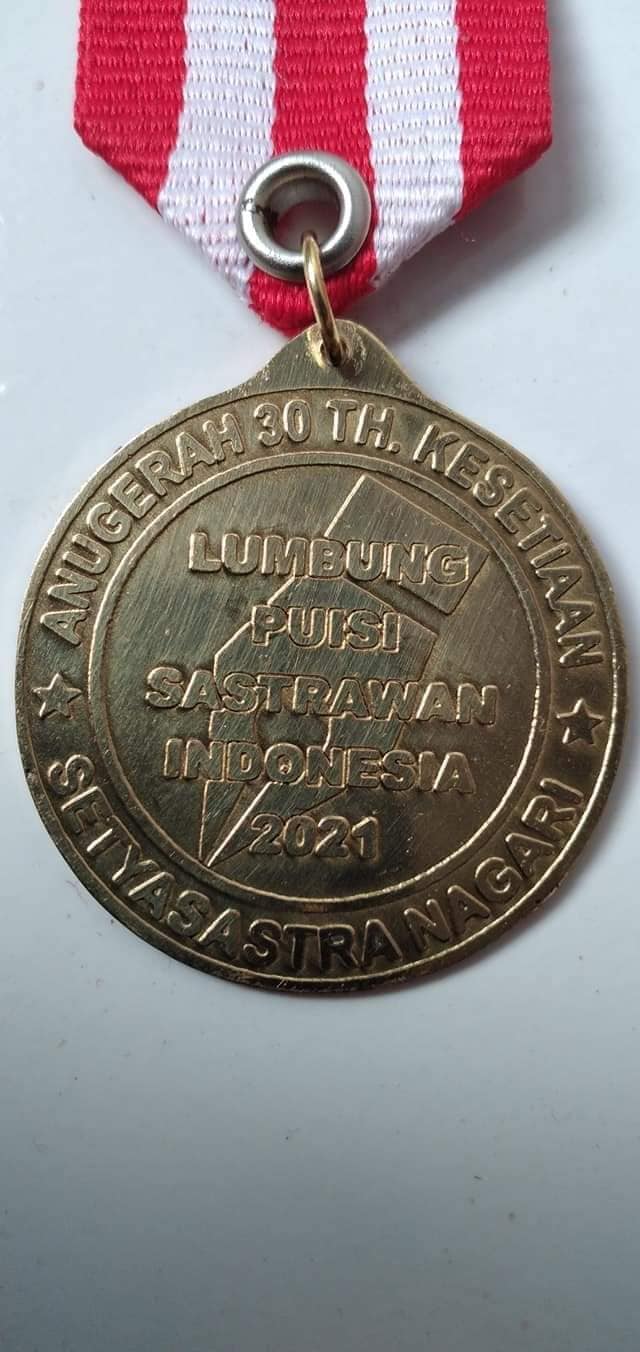 ANUGERAH 30 TH. KESETIAAN
LUMBUNG
PUISI
SASTRAWAN
INDONESIA
2021
SETYASASTRA NAGARI